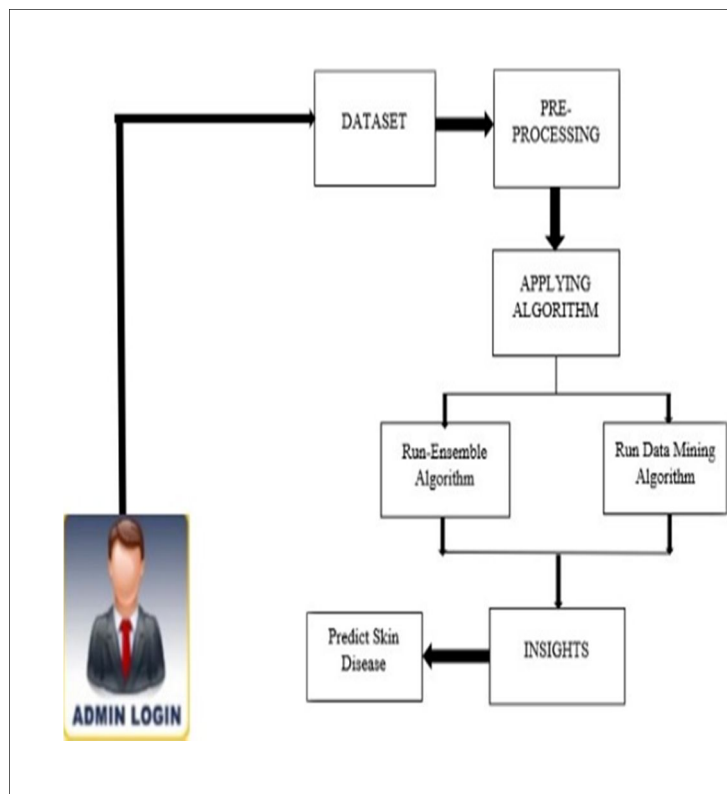 DATASET
PRE-
PROCESSING
APPLYING
ALGORITHM
Run-Ensemble
Algorithm
Run Data Mining
Algorithm
INSIGHTS
Predict Skin
Disease
ADMIN LOGIN